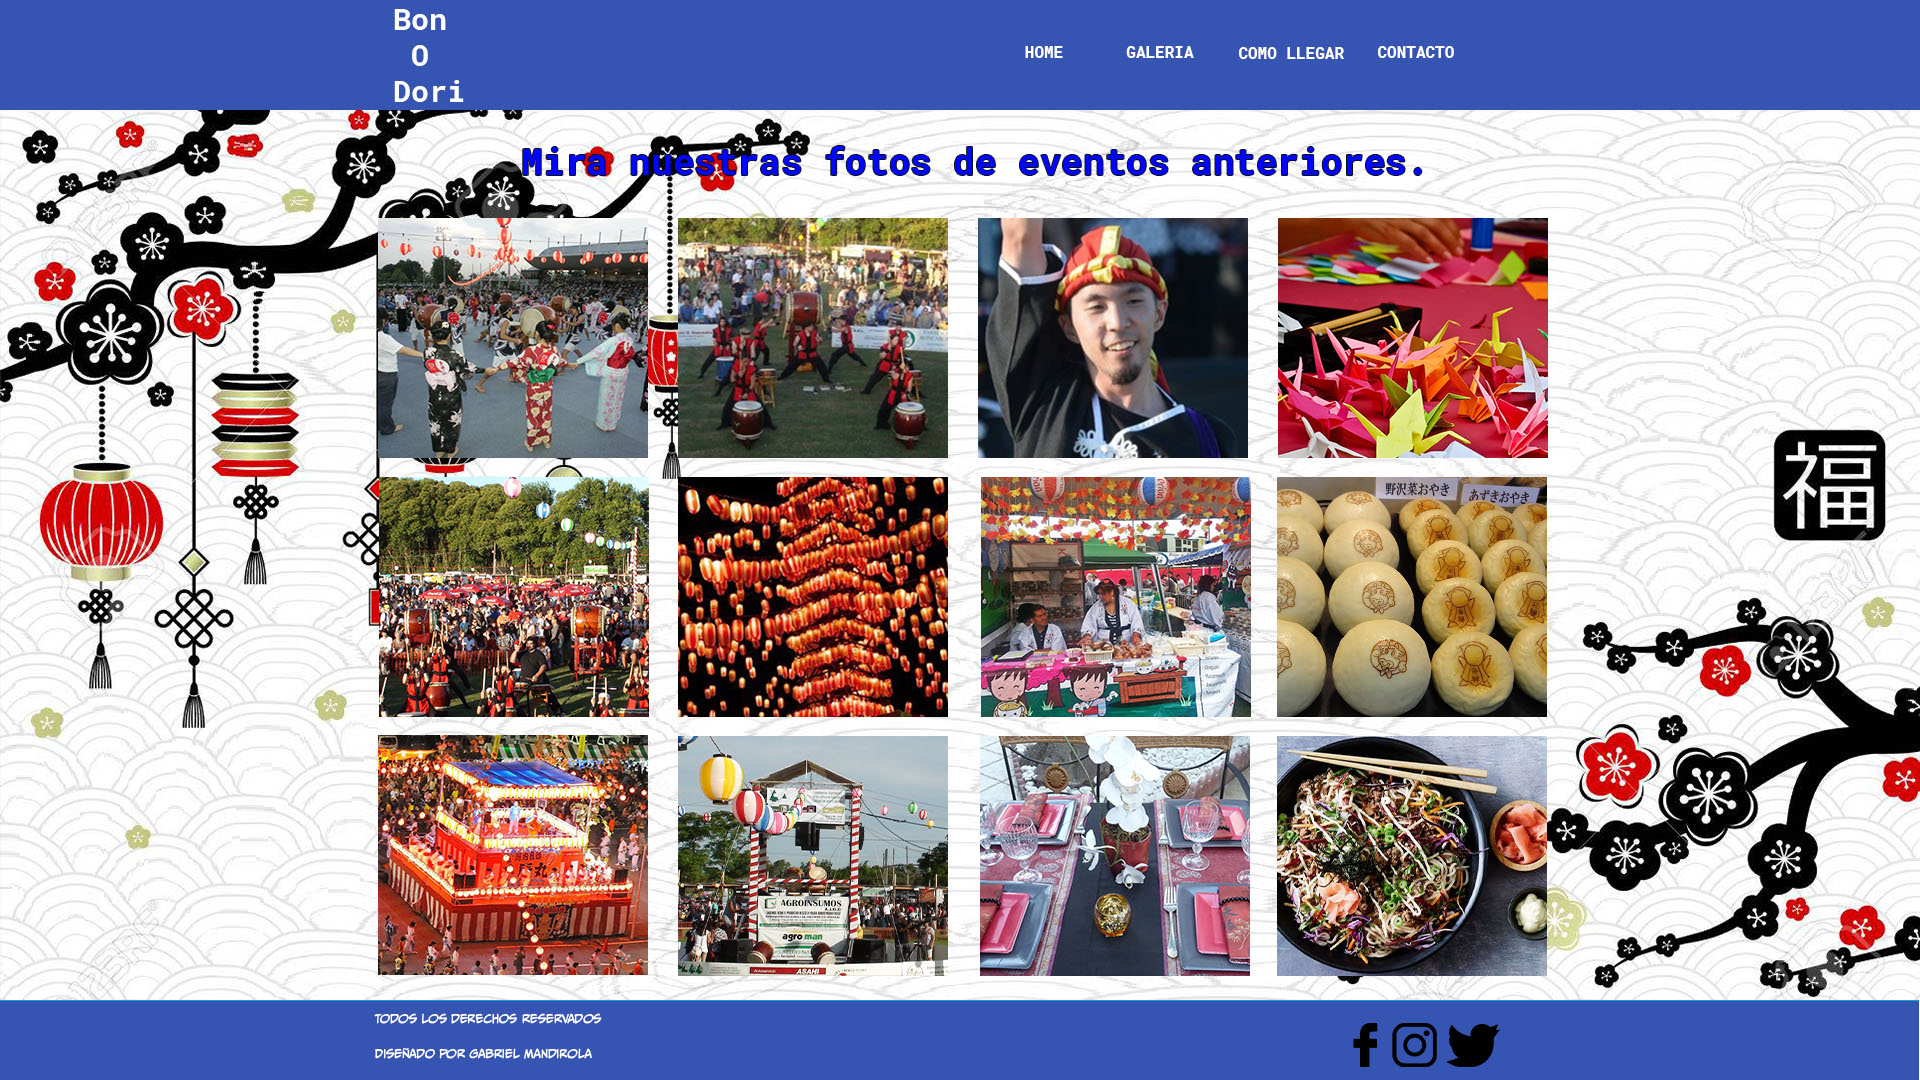 Bon
O
Dori
HOME
GALERIA
COMO LLEGAR
CONTACTO
Mira nuestras fotos de eventos anteriores.
福
野沢菜おやき
あずきおやき
AGROINSUMOS
agro man
ASAHI
TODOS LOS DERECHOS RESERVADOS
DISEÑADO POR GABRIEL MANDIROLA